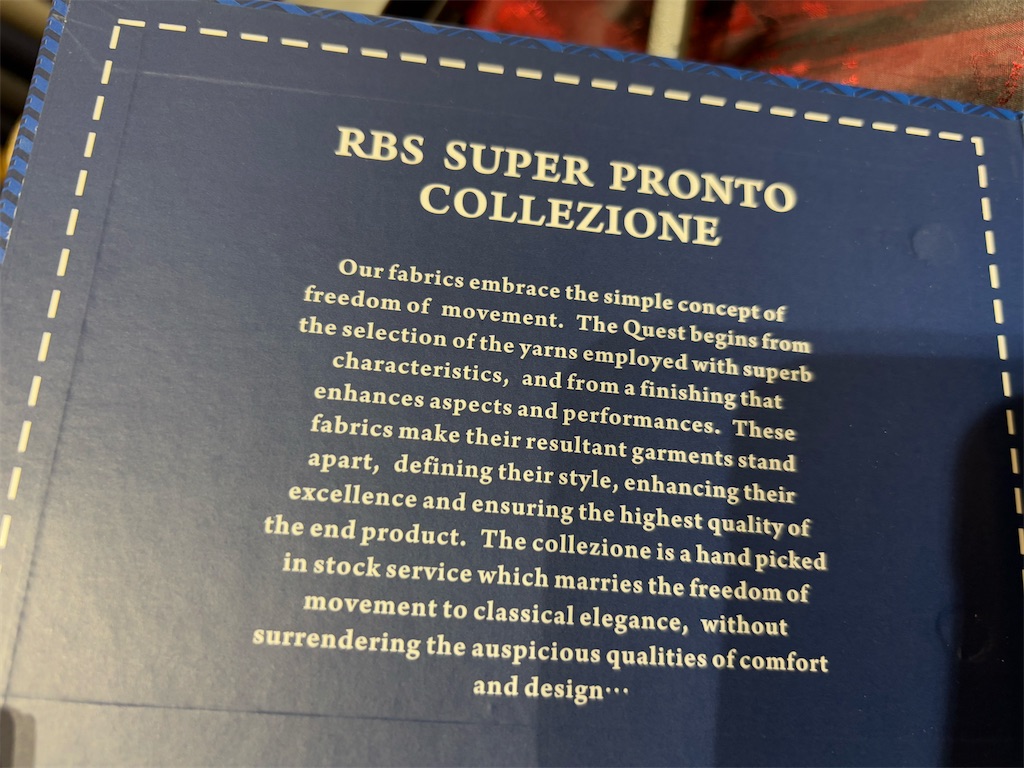 RBS SUPER PRONTO
COLLEZIONE
Our fabrics embrace the simple concept of
freedom of movement. The Quest begins from
the selection of the yarns employed with superb
characteristics, and from a finishing that
enhances aspects and performances. These
fabrics make their resultant garments stand
apart, defining their style, enhancing their
excellence and ensuring the highest quality of
the end product. The collezione is a hand picked
in stock service which marries the freedom of
movement to classical elegance, without
surrendering the auspicious qualities of comfort
and design···